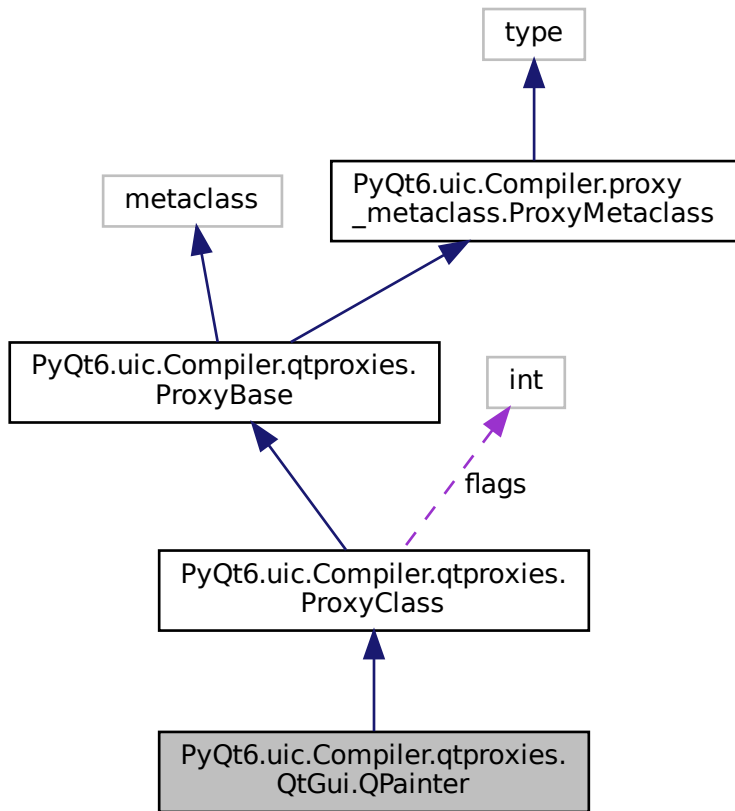 type
PyQt6.uic.Compiler.proxy
_metaclass.ProxyMetaclass
metaclass
PyQt6.uic.Compiler.qtproxies.
ProxyBase
int
flags
PyQt6.uic.Compiler.qtproxies.
ProxyClass
PyQt6.uic.Compiler.qtproxies.
QtGui.QPainter